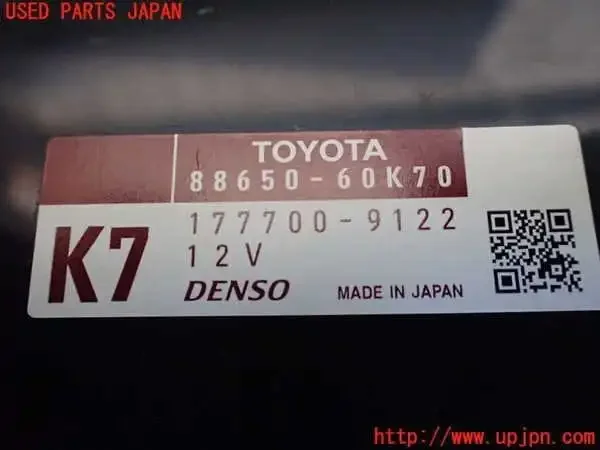 USED PARTS JAPAN
TOYOTA
88650-60K70
K7
177700-9122
12V
DENSO
MADE IN JAPAN
http://www.upjpn.com/